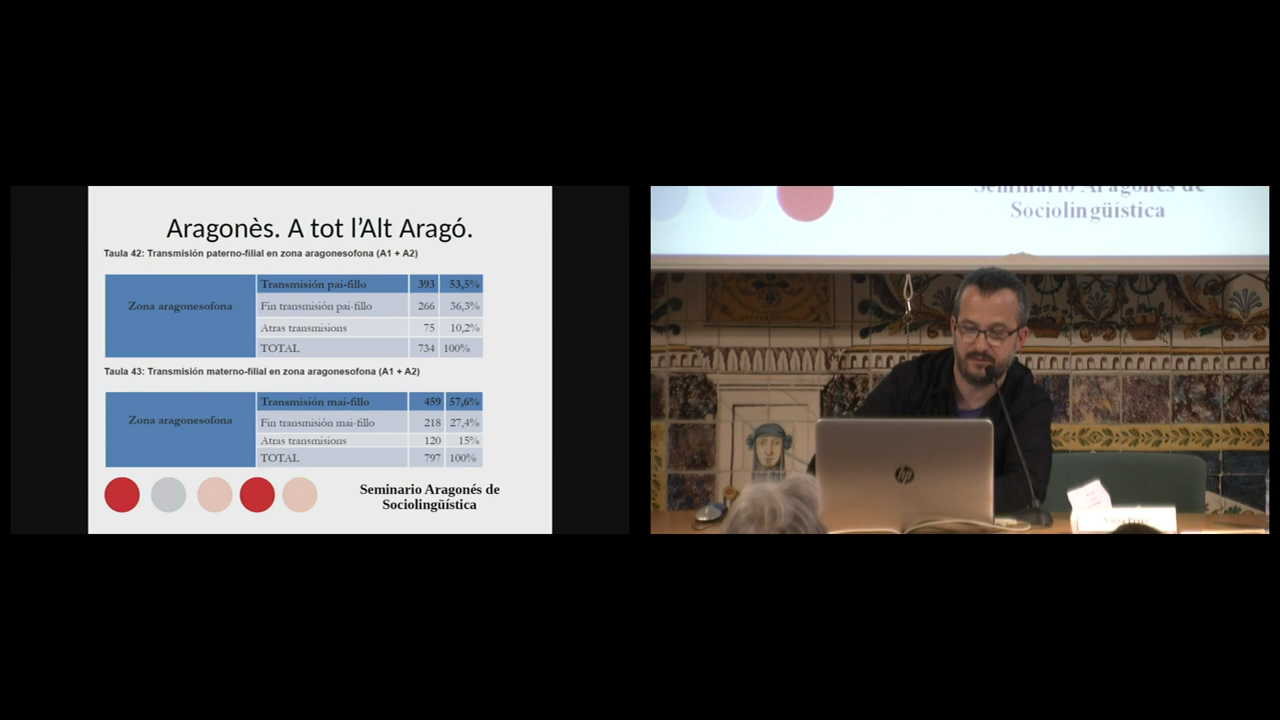 Aragonès. A tot l'Alt Aragó.
Taula 42: Transmisión paterno-filial en zona aragonesofona (A1 + A2)
Zona aragonesofona
Transmisión pai-fillo 393 53,5%
Fin transmisión pai-fillo 266 36,3%
Atras transmisions 75 10,2%
TOTAL 734 100%
Taula 43: Transmisión materno-filial en zona aragonesofona (A1 + A2)
Zona aragonesofona
Transmisión mai-fillo 459 57,6%
Fin transmisión mai-fillo 218 27,4%
Atras transmisions 120 15%
TOTAL 797 100%
Seminario Aragonés de
Sociolingüística
Seminario Aragonés de
Sociolingüística
hp